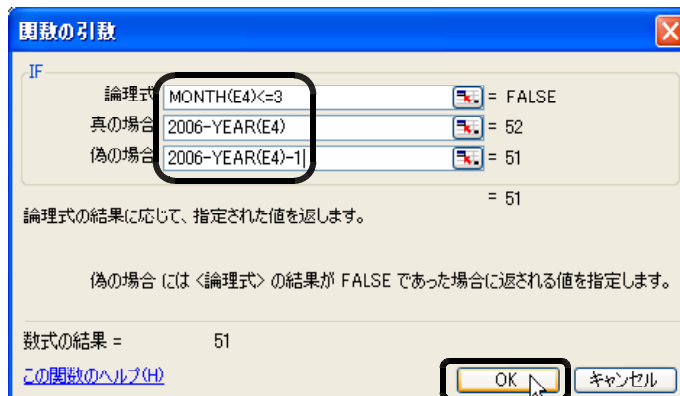 関数の引数
IF
論理式 MONTH(E4)<=3 = FALSE
真の場合 2006-YEAR(E4) = 52
偽の場合 2006-YEAR(E4)-1 = 51
= 51
論理式の結果に応じて、指定された値を返します。
偽の場合 には <論理式> の結果が FALSE であった場合に返される値を指定します。
数式の結果 = 51
この関数のヘルプ(H) OK キャンセル